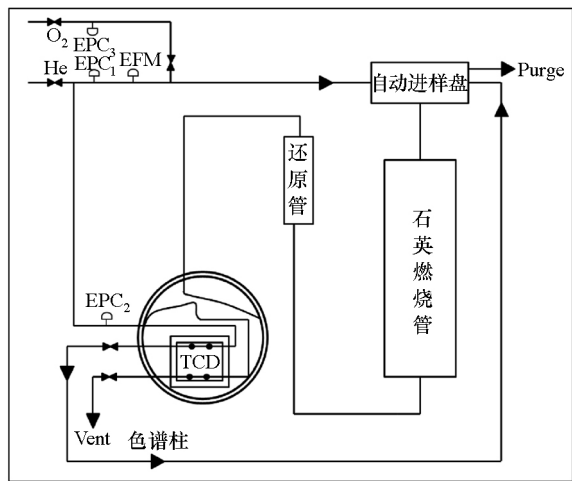 O2
EPC3
He
EPC1
EFM
自动进样盘
Purge
还原管
石英燃烧管
EPC2
TCD
Vent
色谱柱